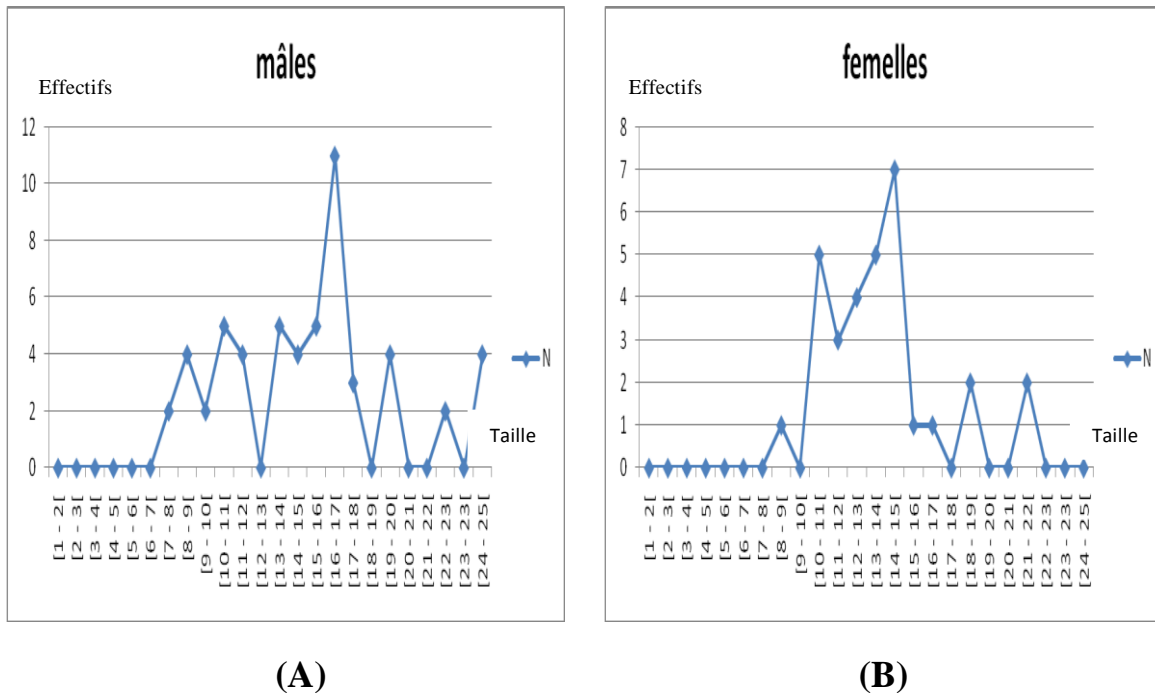 mâles
Effectifs
12
10
8
6
4
2
0
N
Taille
[1 - 2[
[2 - 3[
[3 - 4[
[4 - 5[
[5 - 6[
[6 - 7[
[7 - 8[
[8 - 9[
[9 - 10[
[10 - 11[
[11 - 12[
[12 - 13[
[13 - 14[
[14 - 15[
[15 - 16[
[16 - 17[
[17 - 18[
[18 - 19[
[19 - 20[
[20 - 21[
[21 - 22[
[22 - 23[
[23 - 23[
[24 - 25[
(A)
femelles
Effectifs
8
7
6
5
4
3
2
1
0
N
Taille
[1 - 2[
[2 - 3[
[3 - 4[
[4 - 5[
[5 - 6[
[6 - 7[
[7 - 8[
[8 - 9[
[9 - 10[
[10 - 11[
[11 - 12[
[12 - 13[
[13 - 14[
[14 - 15[
[15 - 16[
[16 - 17[
[17 - 18[
[18 - 19[
[19 - 20[
[20 - 21[
[21 - 22[
[22 - 23[
[23 - 23[
[24 - 25[
(B)